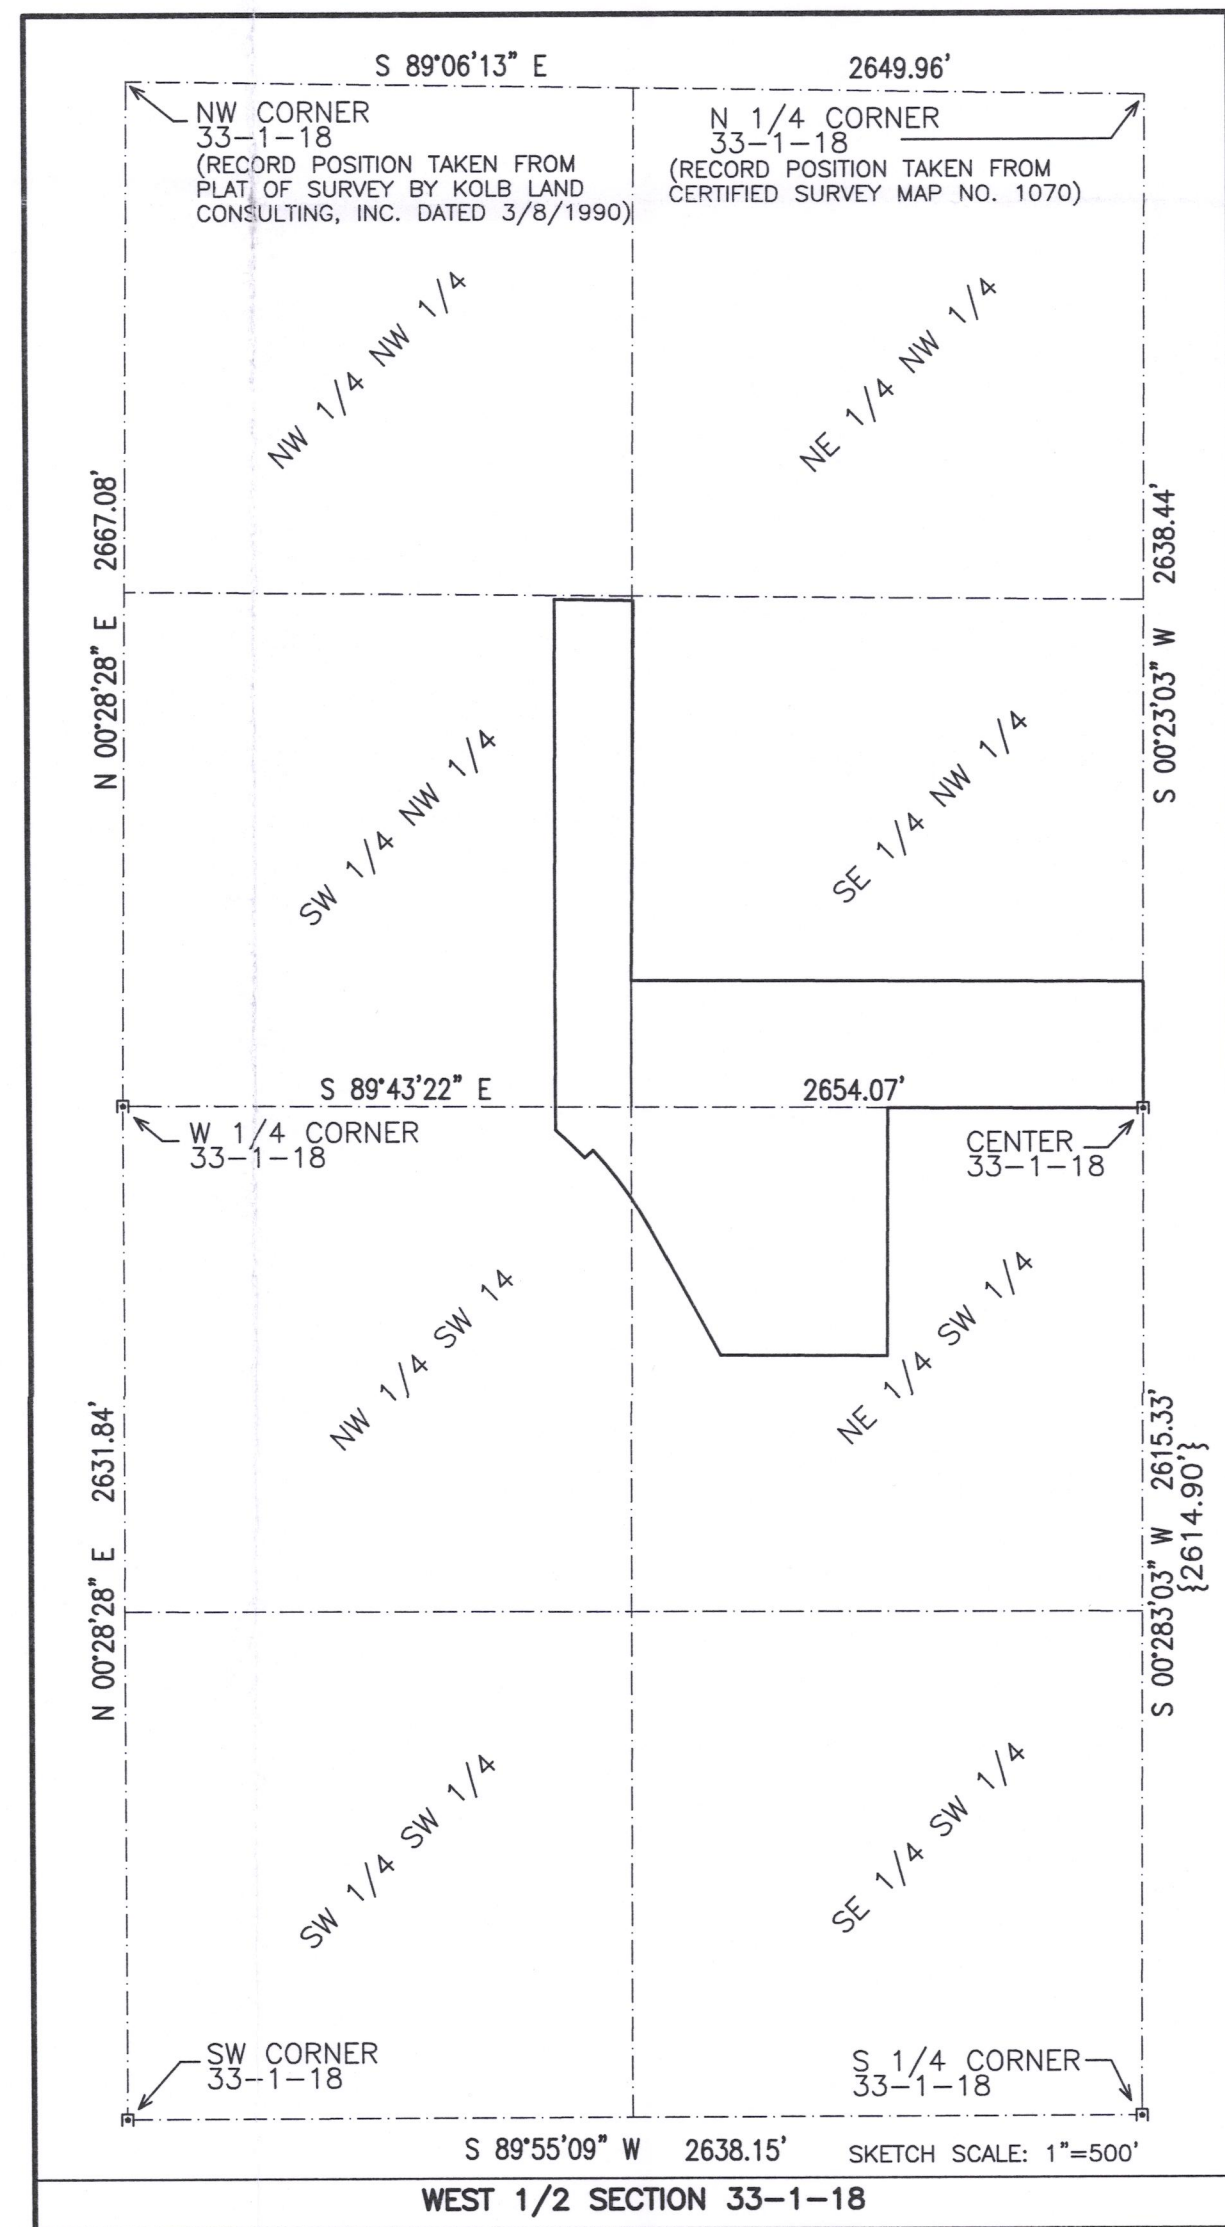 S 89°06'13" E
2649.96'
NW CORNER
33-1-18
(RECORD POSITION TAKEN FROM
PLAT OF SURVEY BY KOLB LAND
CONSULTING, INC. DATED 3/8/1990)
N 1/4 CORNER
33-1-18
(RECORD POSITION TAKEN FROM
CERTIFIED SURVEY MAP NO. 1070)
NW 1/4 NW 1/4
NE 1/4 NW 1/4
N 00°28'28" E 2667.08'
S 00°23'03" W 2638.44'
SW 1/4 NW 1/4
SE 1/4 NW 1/4
S 89°43'22" E
2654.07'
W 1/4 CORNER
33-1-18
CENTER
33-1-18
NW 1/4 SW 14
NE 1/4 SW 1/4
N 00°28'28" E 2631.84'
S 00°283'03" W 2615.33'
{2614.90'}
SW 1/4 SW 1/4
SE 1/4 SW 1/4
SW CORNER
33-1-18
S 1/4 CORNER
33-1-18
S 89°55'09" W 2638.15'
SKETCH SCALE: 1"=500'
WEST 1/2 SECTION 33-1-18